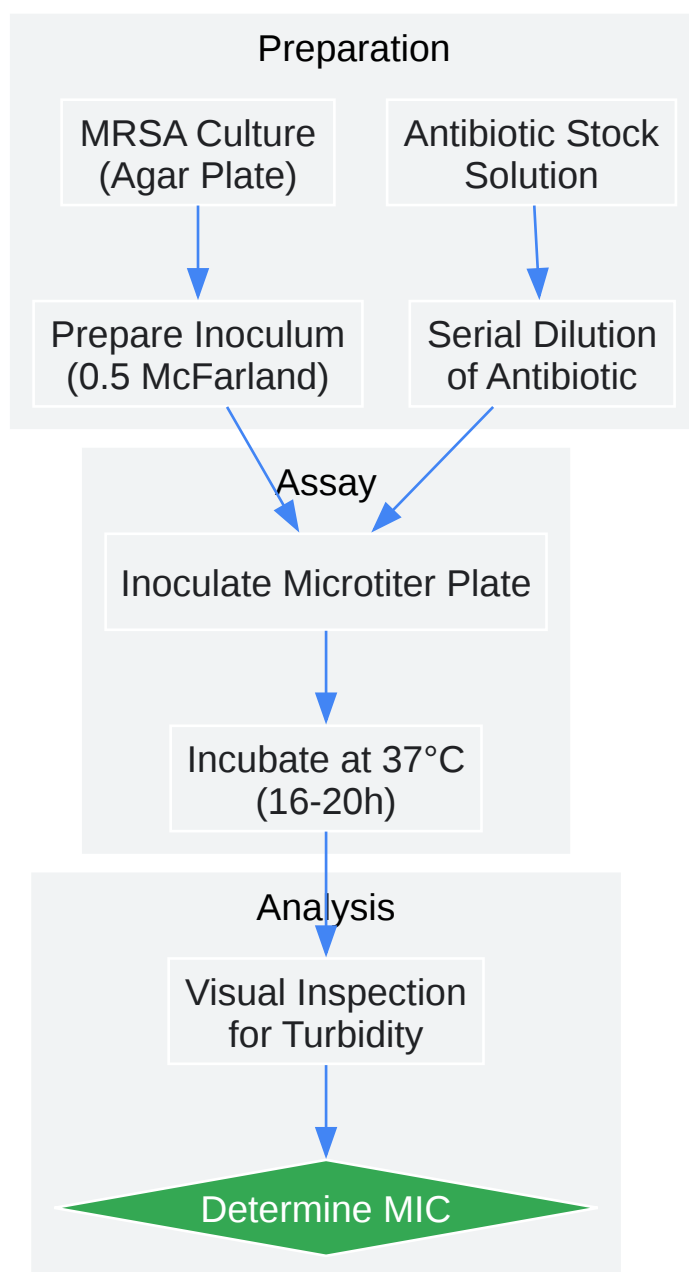 Preparation
MRSA Culture
(Agar Plate)
Antibiotic Stock
Solution
Prepare Inoculum
(0.5 McFarland)
Serial Dilution
of Antibiotic
Assay
Inoculate Microtiter Plate
Incubate at 37°C
(16-20h)
Analysis
Visual Inspection
for Turbidity
Determine MIC